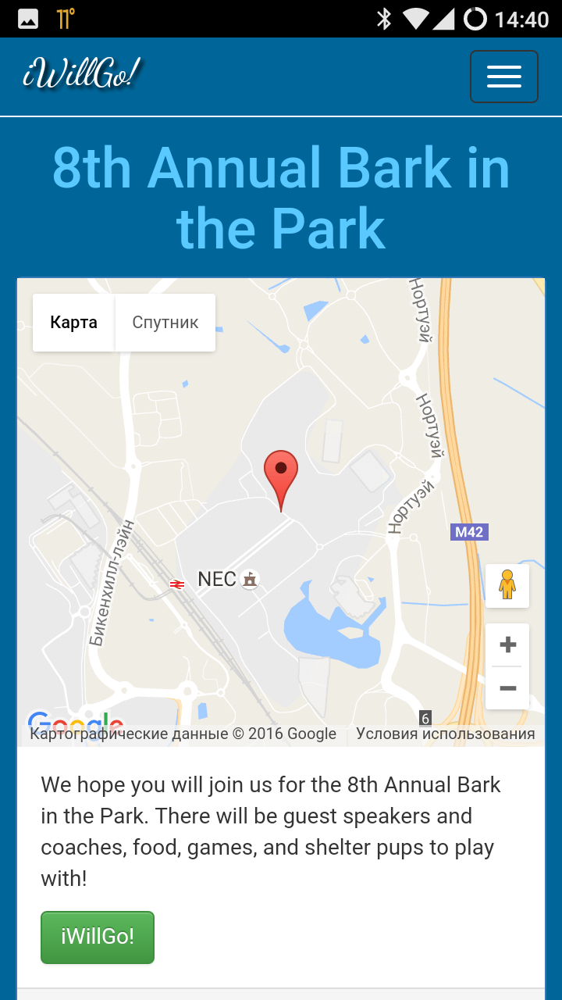 11°
14:40
iWillGo!
8th Annual Bark in
the Park
Карта
Спутник
Нортуэй
Нортуэй
Нортуэй
M42
Бикенхилл-лэйн
NEC
6
Google
Картографические данные © 2016 Google
Условия использования
We hope you will join us for the 8th Annual Bark
in the Park. There will be guest speakers and
coaches, food, games, and shelter pups to play
with!
iWillGo!